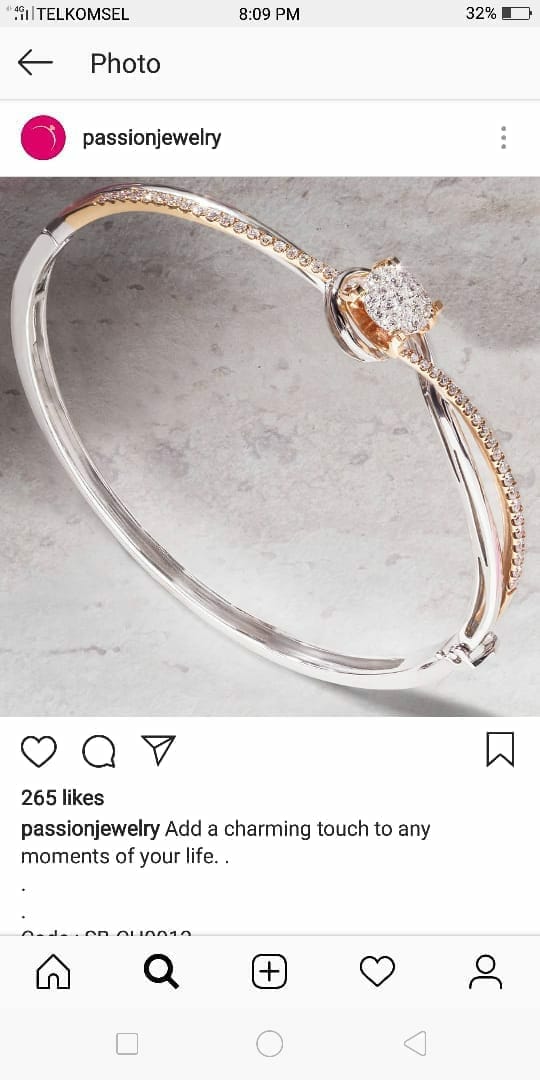 4G TELKOMSEL 8:09 PM 32%
Photo
passionjewelry
265 likes
passionjewelry Add a charming touch to any
moments of your life. .
.
.